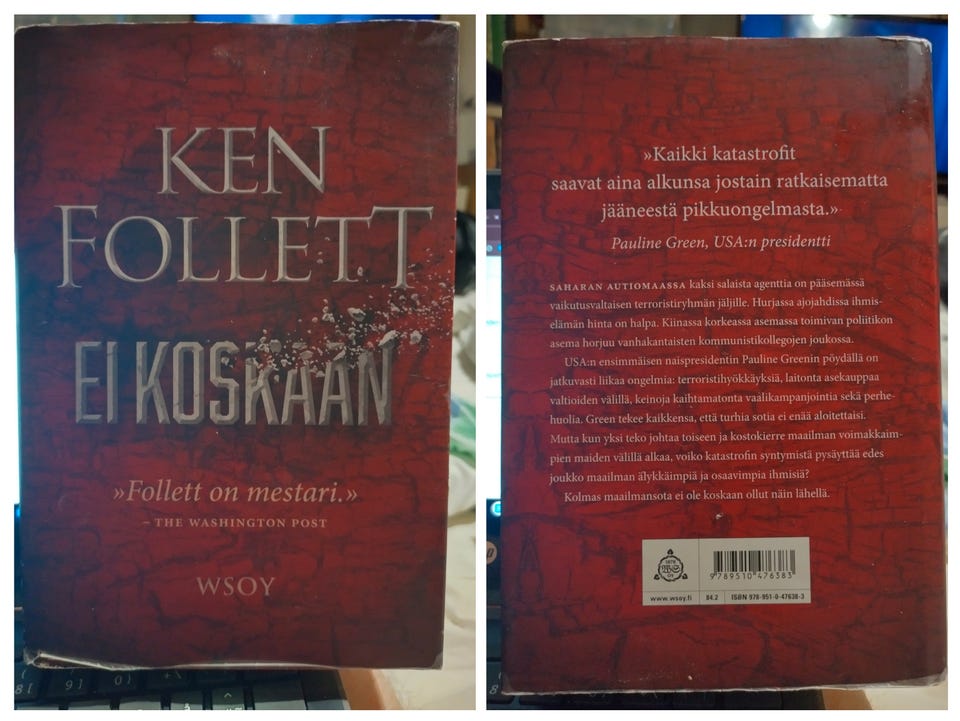 KEN
FOLLETT
EI KOSKAAN
»Follett on mestari.»
– THE WASHINGTON POST
WSOY
»Kaikki katastrofit
saavat aina alkunsa jostain ratkaisematta
jääneestä pikkuongelmasta.»
Pauline Green, USA:n presidentti
SAHARAN AUTIOMAASSA kaksi salaista agenttia on pääsemässä
vaikutusvaltaisen terroristiryhmän jäljille. Hurjassa ajojahdissa ihmis-
elämän hinta on halpa. Kiinassa korkeassa asemassa toimivan poliitikon
asema horjuu vanhakantaisten kommunistikollegojen joukossa.
USA:n ensimmäisen naispresidentin Pauline Greenin pöydällä on
jatkuvasti liikaa ongelmia: terroristihyökkäyksiä, laitonta asekauppaa
valtioiden välillä, keinoja kaihtamatonta vaalikampanjointia sekä perhe-
huolia. Green tekee kaikkensa, että turhia sotia ei enää aloitettaisi.
Mutta kun yksi teko johtaa toiseen ja kostokierre maailman voimakkaim-
pien maiden välillä alkaa, voiko katastrofin syntymistä pysäyttää edes
joukko maailman älykkäimpiä ja osaavimpia ihmisiä?
Kolmas maailmansota ei ole koskaan ollut näin lähellä.
1878
WS
OY
9789510476383
www.wsoy.fi 84.2 ISBN 978-951-0-47638-3